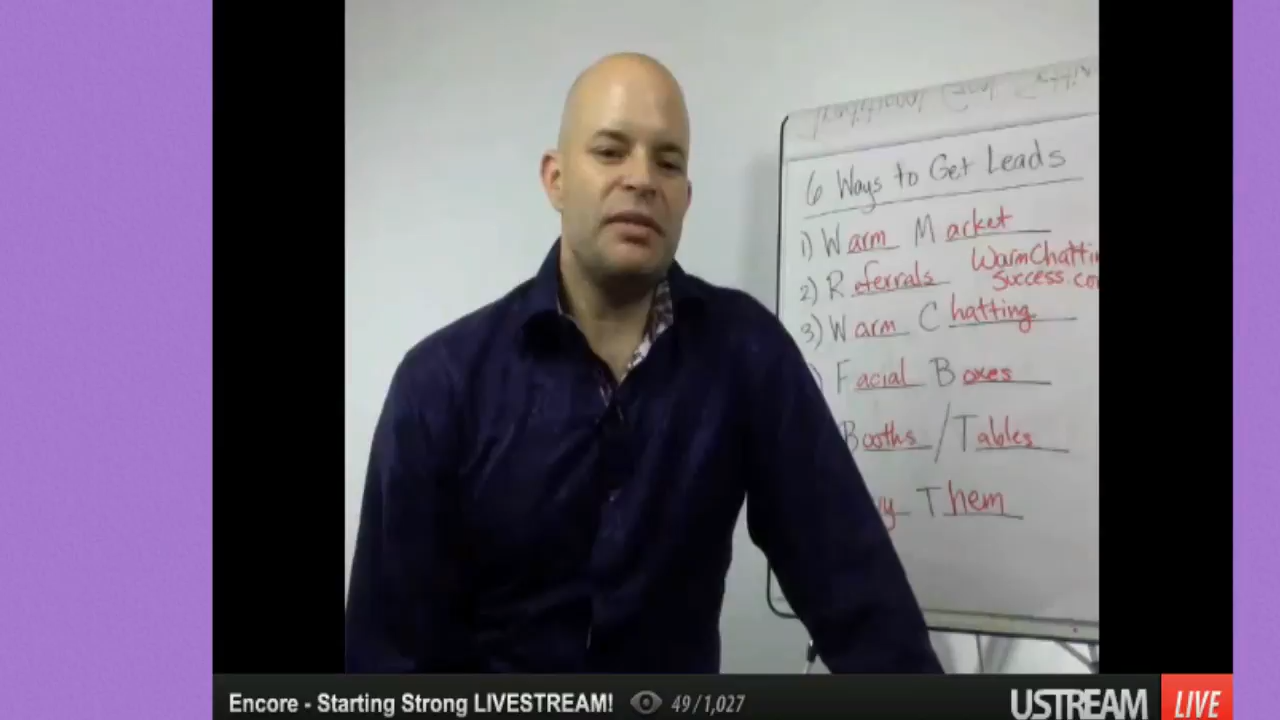 6 Ways to Get Leads
1) Warm Market
2) Referrals
WarmChatti
Success.co
3) Warm Chatting
) Facial Boxes
Booths / Tables
y Them
Encore - Starting Strong LIVESTREAM! 49/1,027
USTREAM LIVE